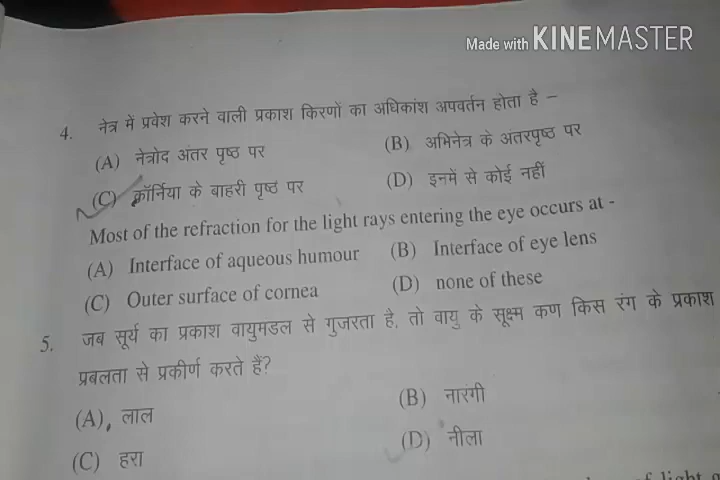 Made with KINEMASTER
4. नेत्र में प्रवेश करने वाली प्रकाश किरणों का अधिकांश अपवर्तन होता है –
(A) नेत्रोद अंतर पृष्ठ पर (B) अभिनेत्र के अंतरपृष्ठ पर
(C) कॉर्निया के बाहरी पृष्ठ पर (D) इनमें से कोई नहीं
Most of the refraction for the light rays entering the eye occurs at -
(A) Interface of aqueous humour (B) Interface of eye lens
(C) Outer surface of cornea (D) none of these
5. जब सूर्य का प्रकाश वायुमडल से गुजरता है, तो वायु के सूक्ष्म कण किस रंग के प्रकाश
प्रबलता से प्रकीर्ण करते हैं?
(A) लाल (B) नारंगी
(C) हरा (D) नीला
of light